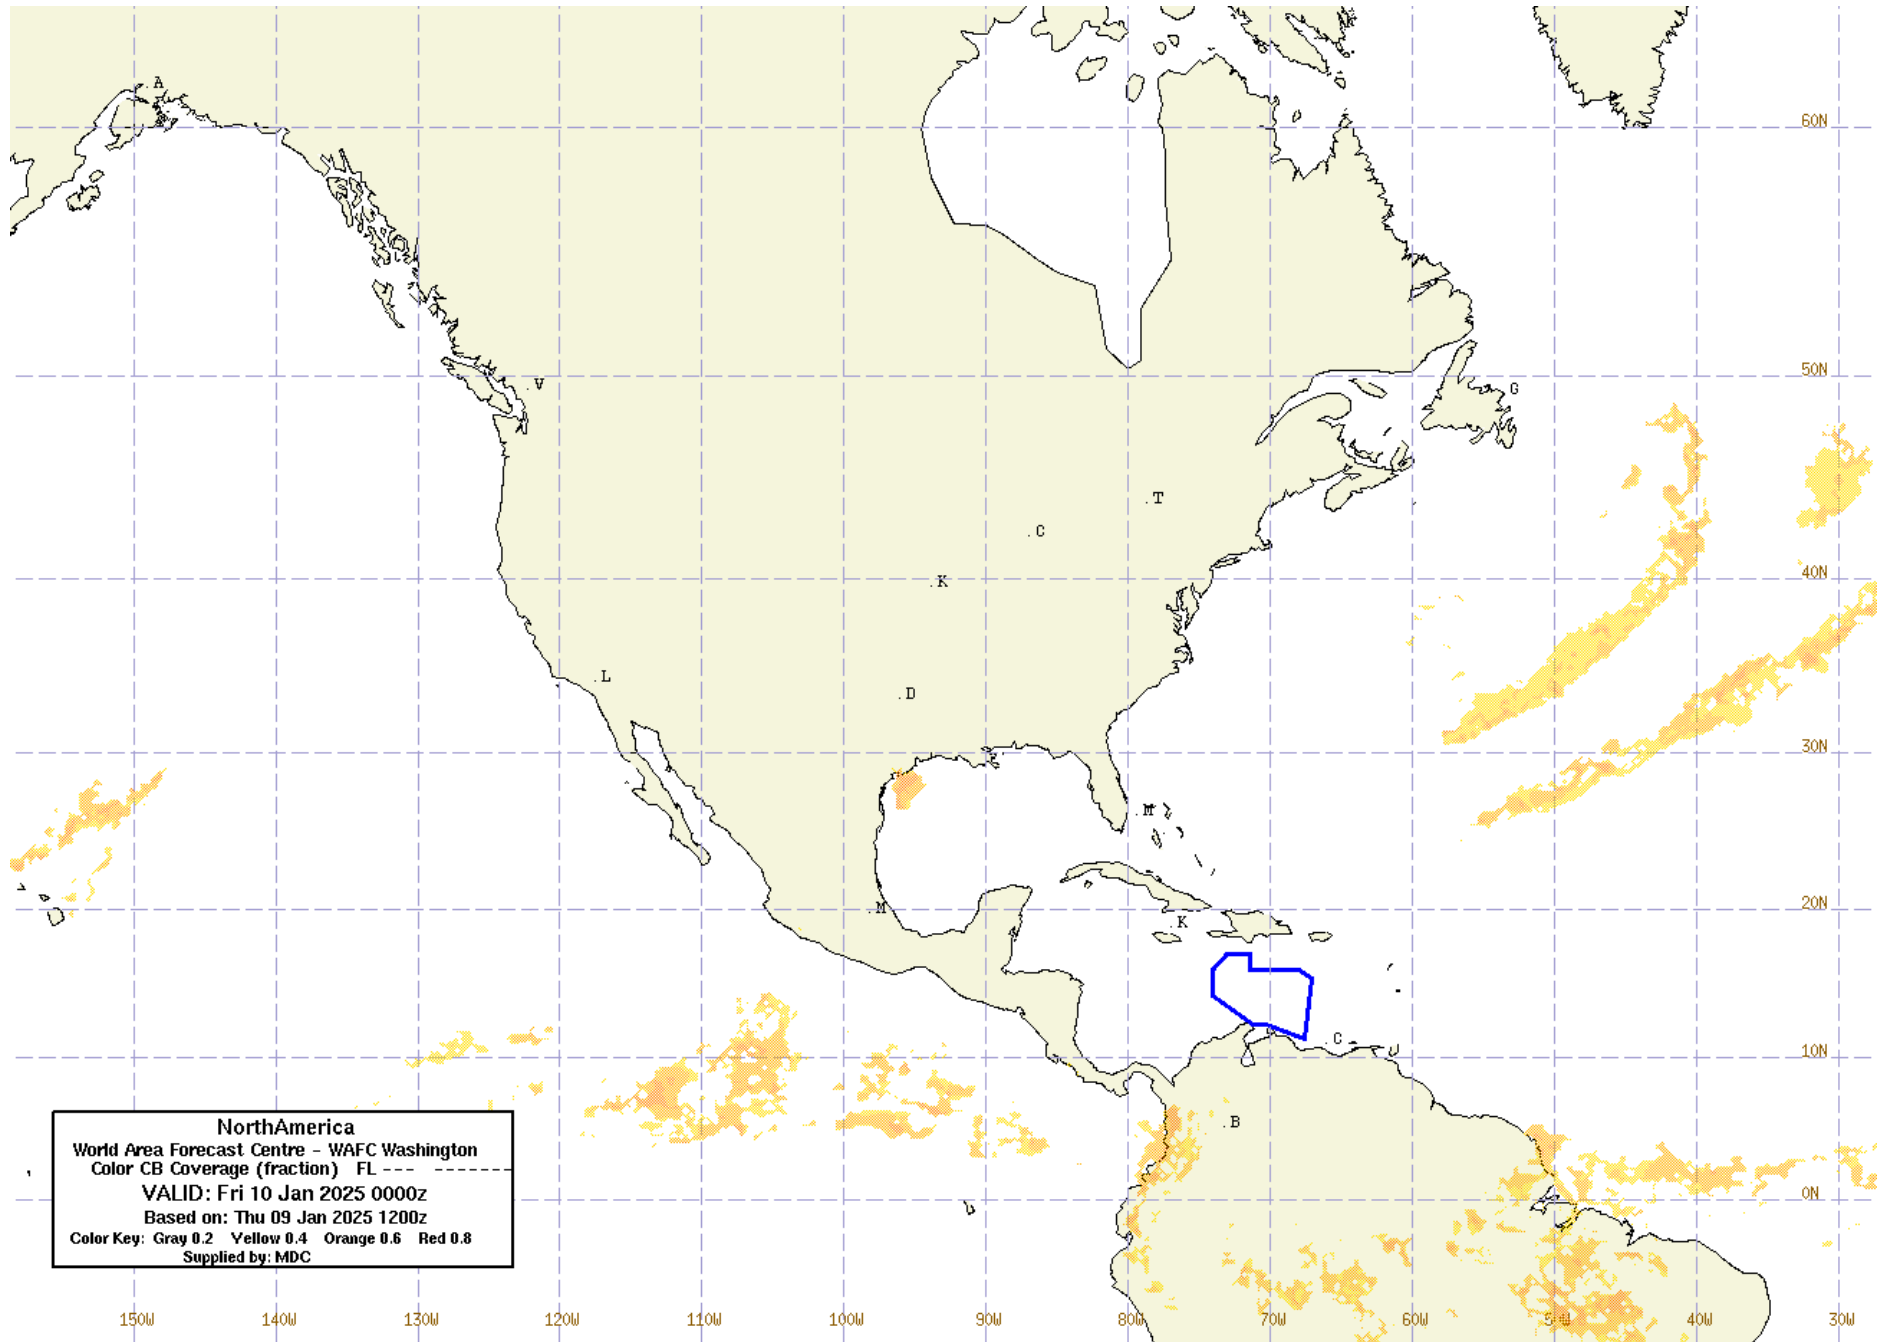 A
60N
50N
V
G
T
C
K
40N
L
D
30N
M
M
20N
K
C
10N
B
NorthAmerica
World Area Forecast Centre - WAFC Washington
Color CB Coverage (fraction) FL --- -------
VALID: Fri 10 Jan 2025 0000z
Based on: Thu 09 Jan 2025 1200z
Color Key: Gray 0.2 Yellow 0.4 Orange 0.6 Red 0.8
Supplied by: MDC
0N
150W 140W 130W 120W 110W 100W 90W 80W 70W 60W 50W 40W 30W